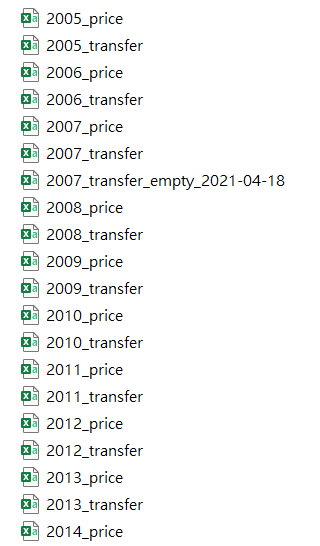 2005_price
2005_transfer
2006_price
2006_transfer
2007_price
2007_transfer
2007_transfer_empty_2021-04-18
2008_price
2008_transfer
2009_price
2009_transfer
2010_price
2010_transfer
2011_price
2011_transfer
2012_price
2012_transfer
2013_price
2013_transfer
2014_price